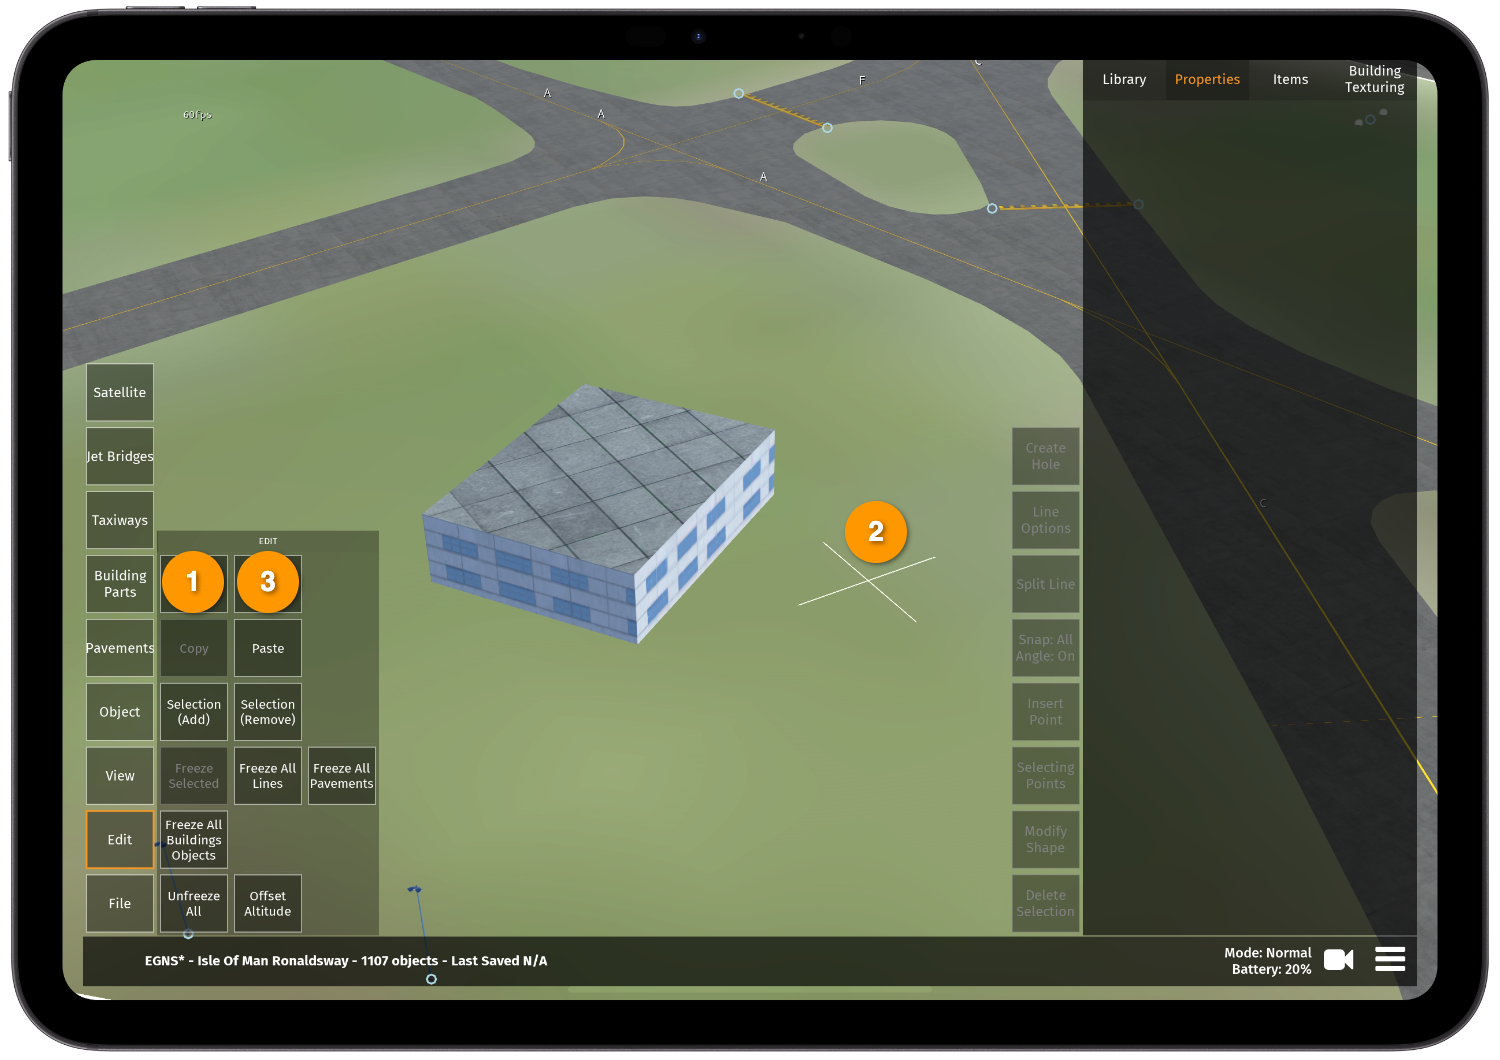 Library
Properties
Items
Building
Texturing
60fps
A
A
A
F
C
C
Satellite
Jet Bridges
Taxiways
Building
Parts
Pavements
Object
View
Edit
File
EDIT
1
3
2
Copy
Paste
Selection
(Add)
Selection
(Remove)
Freeze
Selected
Freeze All
Lines
Freeze All
Pavements
Freeze All
Buildings
Objects
Unfreeze
All
Offset
Altitude
Create
Hole
Line
Options
Split Line
Snap: All
Angle: On
Insert
Point
Selecting
Points
Modify
Shape
Delete
Selection
EGNS* - Isle Of Man Ronaldsway - 1107 objects - Last Saved N/A
Mode: Normal
Battery: 20%